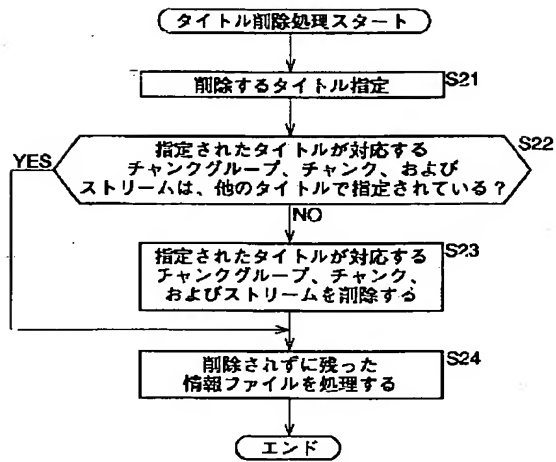 タイトル削除処理スタート
削除するタイトル指定
S21
指定されたタイトルが対応する
チャンクグループ、チャンク、および
ストリームは、他のタイトルで指定されている?
S22
YES
NO
指定されたタイトルが対応する
チャンクグループ、チャンク、
およびストリームを削除する
S23
削除されずに残った
情報ファイルを処理する
S24
エンド